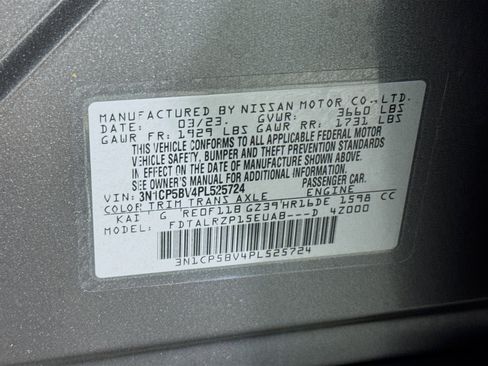 MANUFACTURED BY NISSAN MOTOR CO., LTD.
DATE: 03/23. GVWR: 3660 LBS
GAWR FR: 1929 LBS GAWR RR: 1731 LBS
THIS VEHICLE CONFORMS TO ALL APPLICABLE FEDERAL MOTOR
VEHICLE SAFETY, BUMPER AND THEFT PREVENTION STANDARDS
IN EFFECT ON THE DATE OF MANUFACTURE SHOWN ABOVE.
SEE OWNER'S MANUAL FOR ADDITIONAL INFORMATION.
VIN: 3N1CP5BV4PL525724 PASSENGER CAR.
COLOR TRIM TRANS AXLE ENGINE
KAI G RE0F11B GZ39 HR16DE 1598 CC
MODEL: FDTALRZP15EUAB---D 4Z000
3N1CP5BV4PL525724